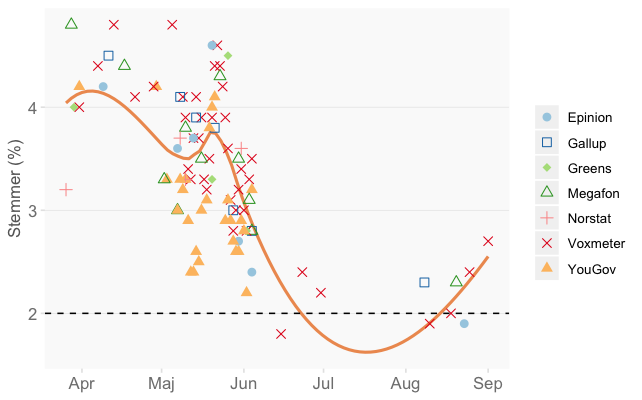 Stemmer (%)
4
3
2
Apr
Maj
Jun
Jul
Aug
Sep
Epinion
Gallup
Greens
Megafon
Norstat
Voxmeter
YouGov